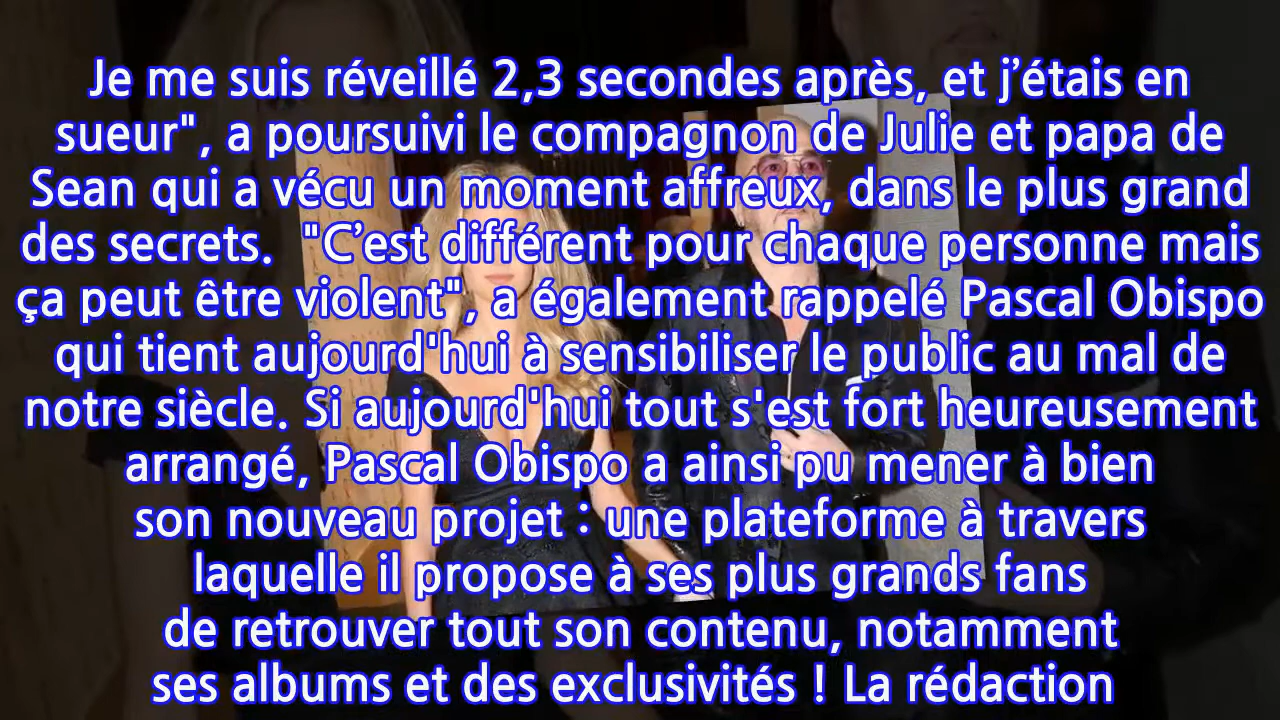 Je me suis réveillé 2,3 secondes après, et j’étais en
sueur", a poursuivi le compagnon de Julie et papa de
Sean qui a vécu un moment affreux, dans le plus grand
des secrets.  "C’est différent pour chaque personne mais
ça peut être violent", a également rappelé Pascal Obispo
qui tient aujourd'hui à sensibiliser le public au mal de
notre siècle. Si aujourd'hui tout s'est fort heureusement
arrangé, Pascal Obispo a ainsi pu mener à bien
son nouveau projet : une plateforme à travers
laquelle il propose à ses plus grands fans
de retrouver tout son contenu, notamment
ses albums et des exclusivités ! La rédaction